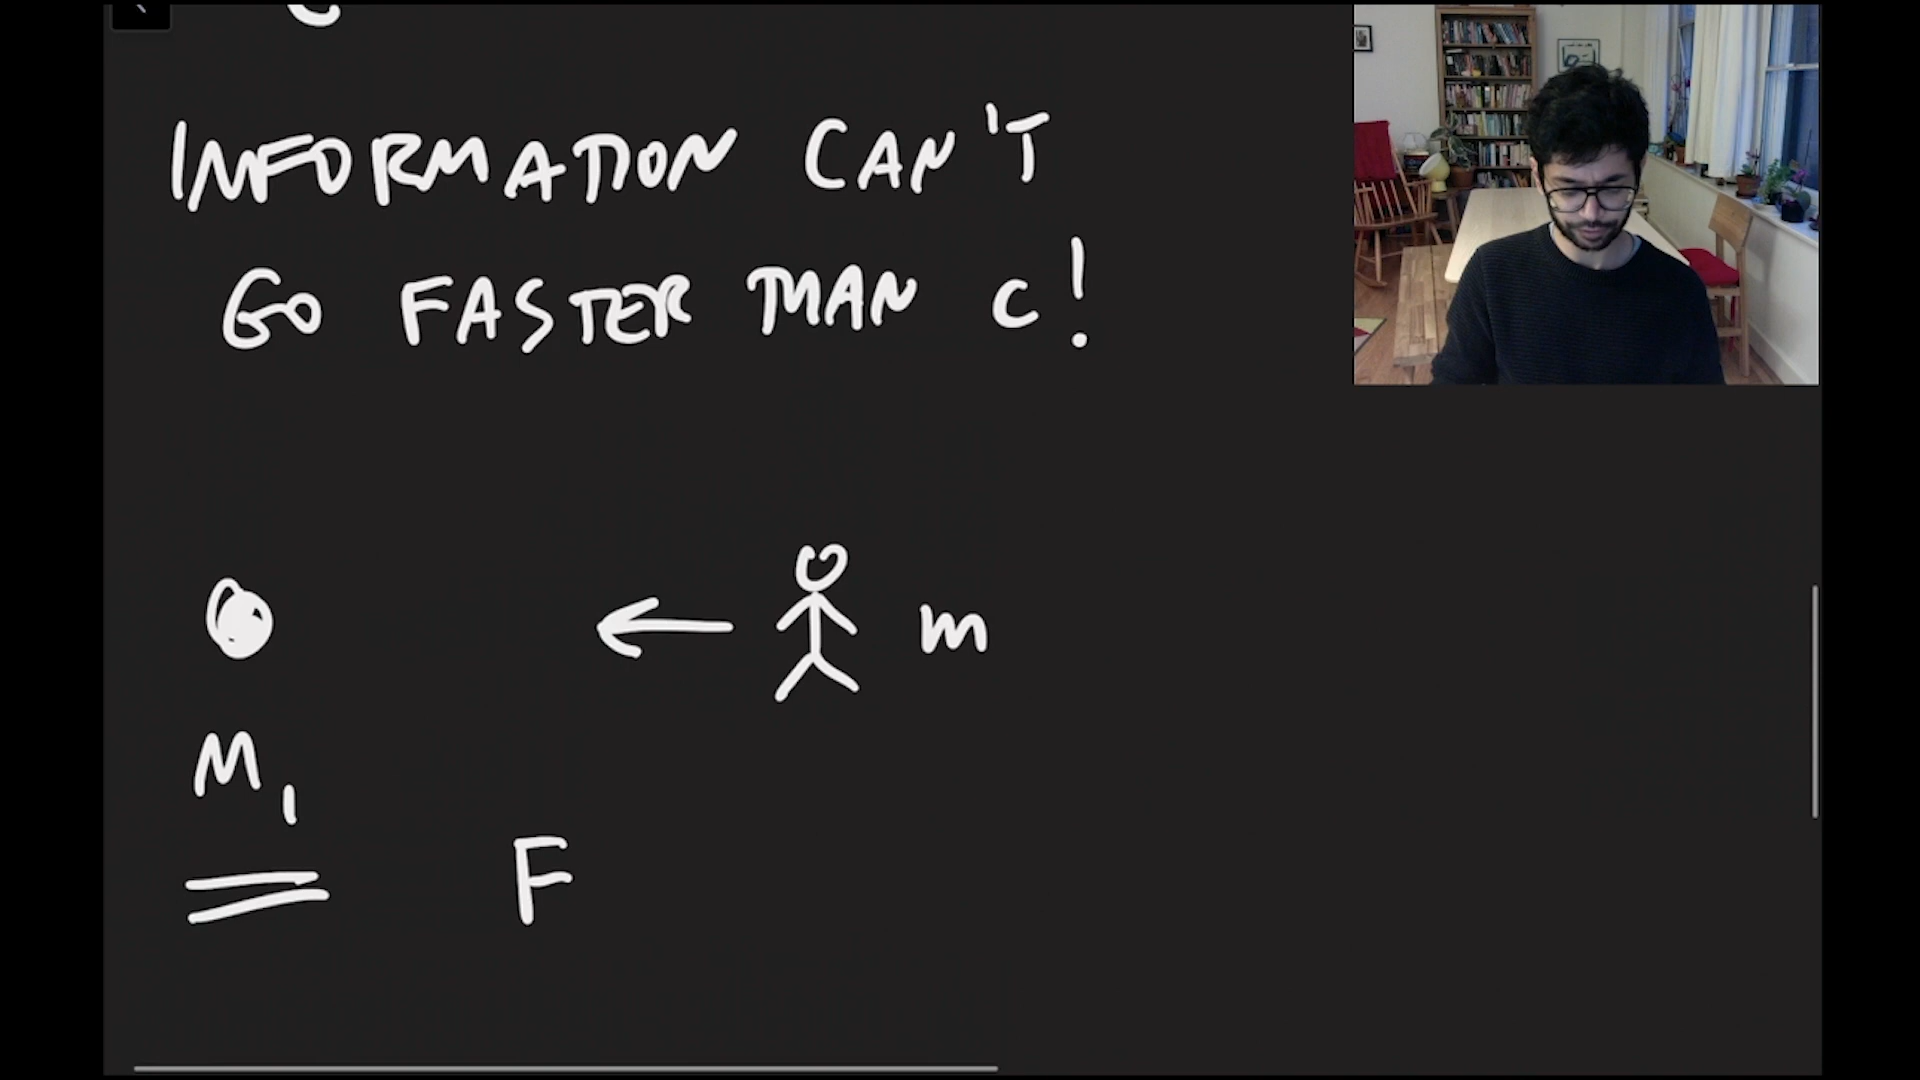 INFORMATION CAN'T
GO FASTER THAN c!
m
M1
F